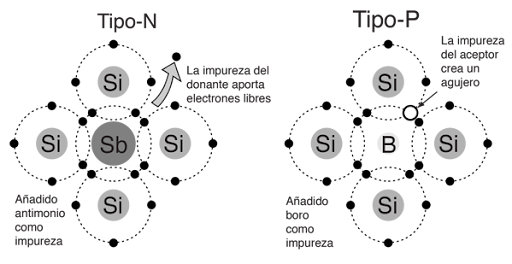 Tipo-N
Tipo-P
La impureza del
donante aporta
electrones libres
La impureza
del aceptor
crea un
agujero
Si
Si
Si
Sb
Si
Si
B
Si
Si
Si
Añadido
antimonio
como
impureza
Añadido
boro
como
impureza